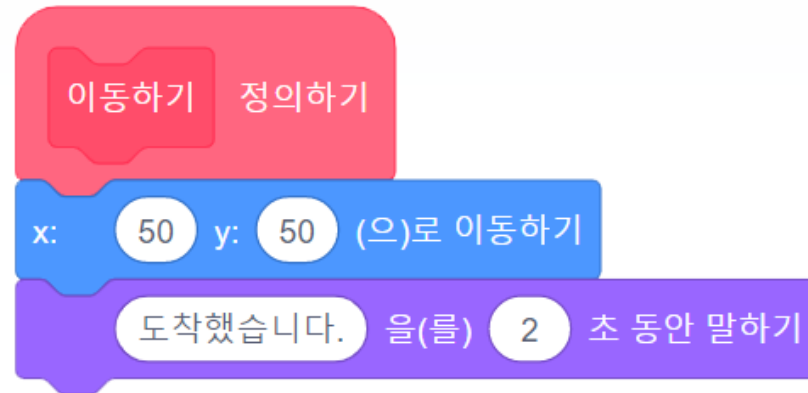 이동하기 정의하기
x: 50 y: 50 (으)로 이동하기
도착했습니다. 을(를) 2 초 동안 말하기